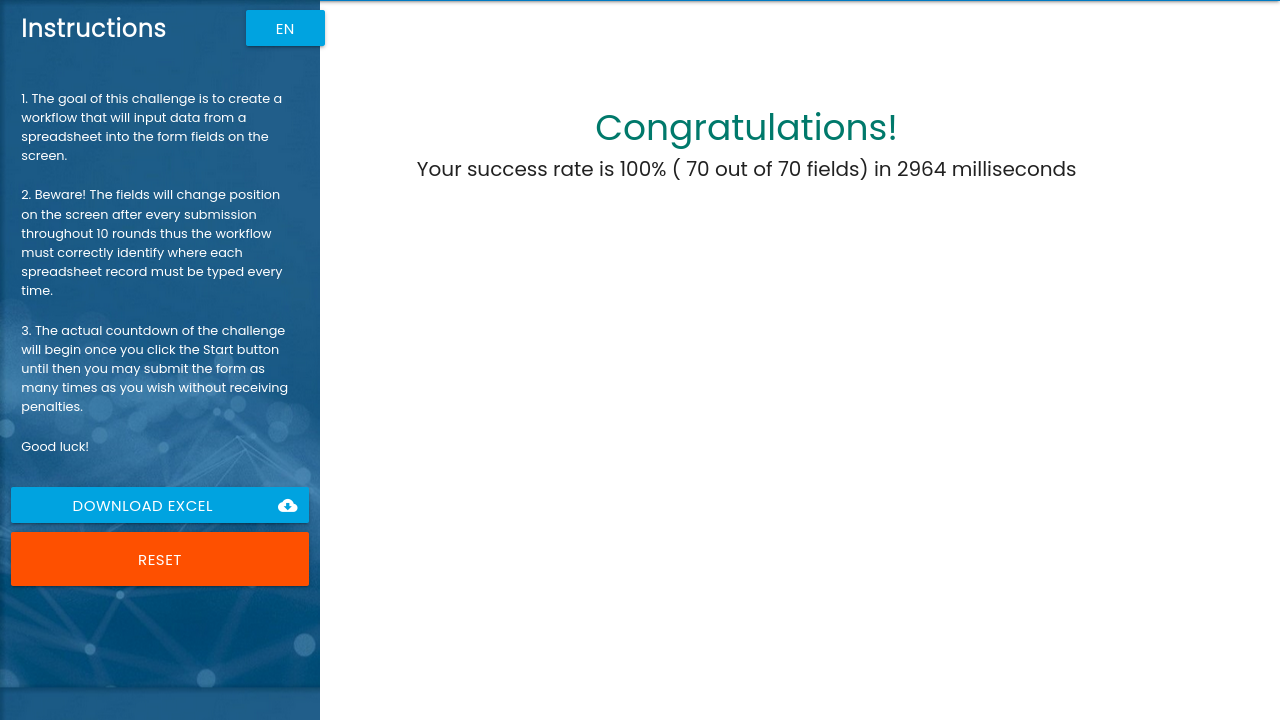 Instructions
EN
1. The goal of this challenge is to create a
workflow that will input data from a
spreadsheet into the form fields on the
screen.
2. Beware! The fields will change position
on the screen after every submission
throughout 10 rounds thus the workflow
must correctly identify where each
spreadsheet record must be typed every
time.
3. The actual countdown of the challenge
will begin once you click the Start button
until then you may submit the form as
many times as you wish without receiving
penalties.
Good luck!
DOWNLOAD EXCEL
RESET
Congratulations!
Your success rate is 100% ( 70 out of 70 fields) in 2964 milliseconds